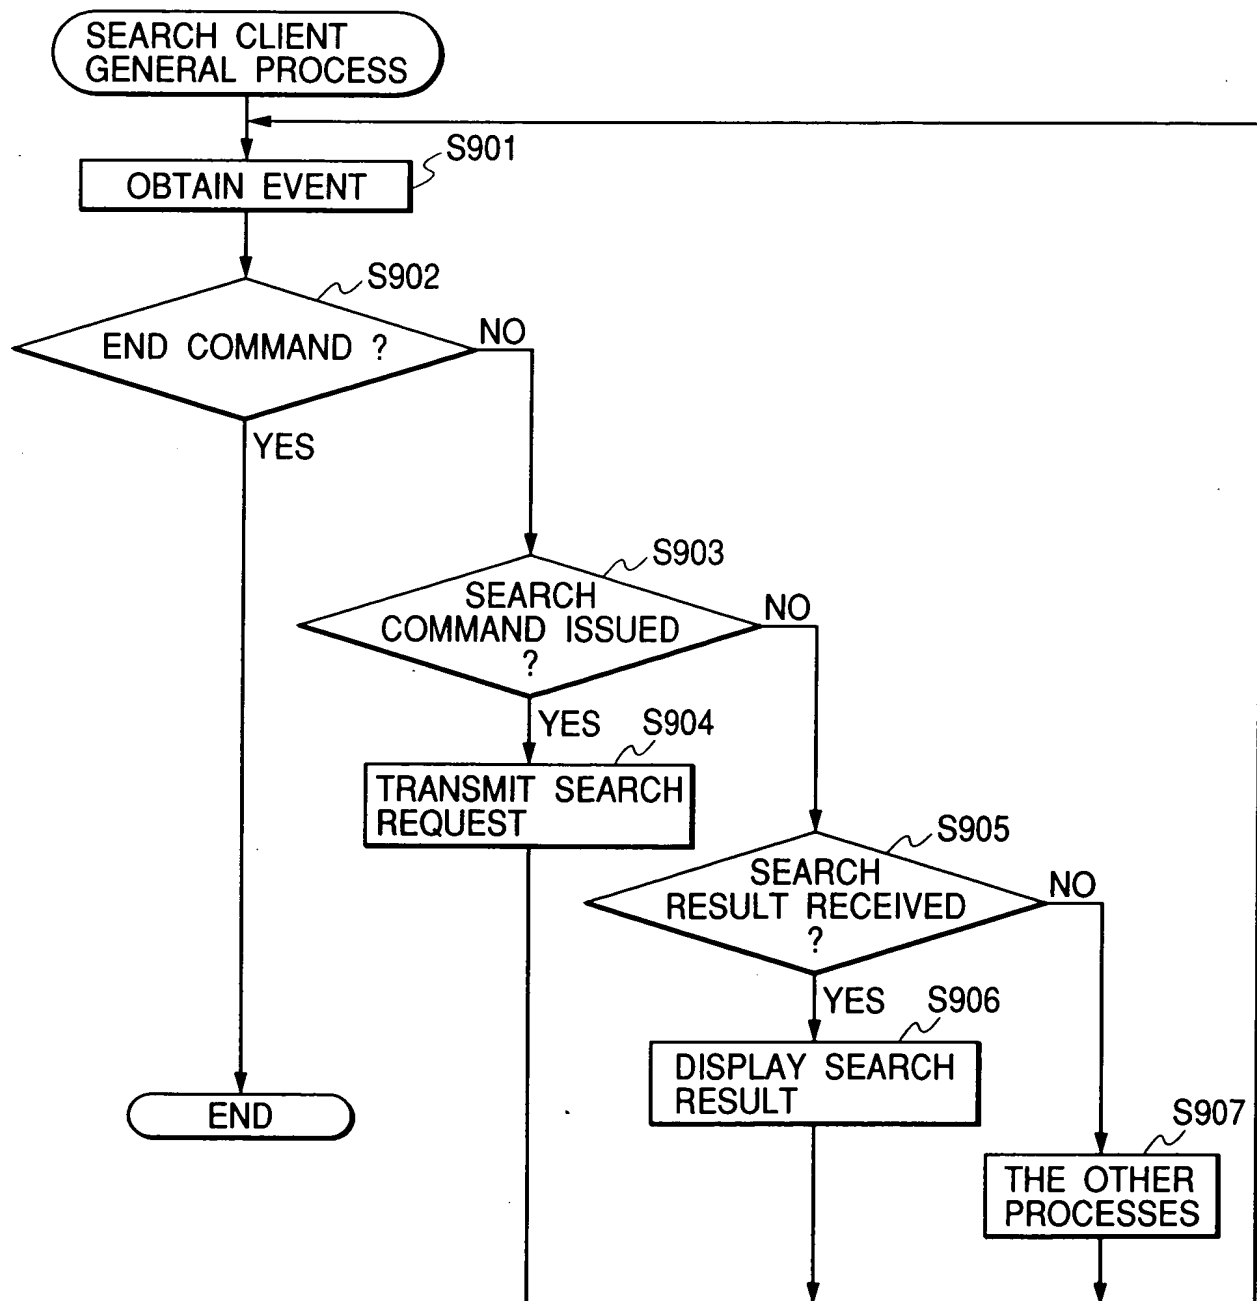 SEARCH CLIENT
GENERAL PROCESS
S901
OBTAIN EVENT
S902
END COMMAND ?
NO
YES
S903
SEARCH
COMMAND ISSUED
?
NO
YES
S904
TRANSMIT SEARCH
REQUEST
S905
SEARCH
RESULT RECEIVED
?
NO
YES
S906
DISPLAY SEARCH
RESULT
END
S907
THE OTHER
PROCESSES